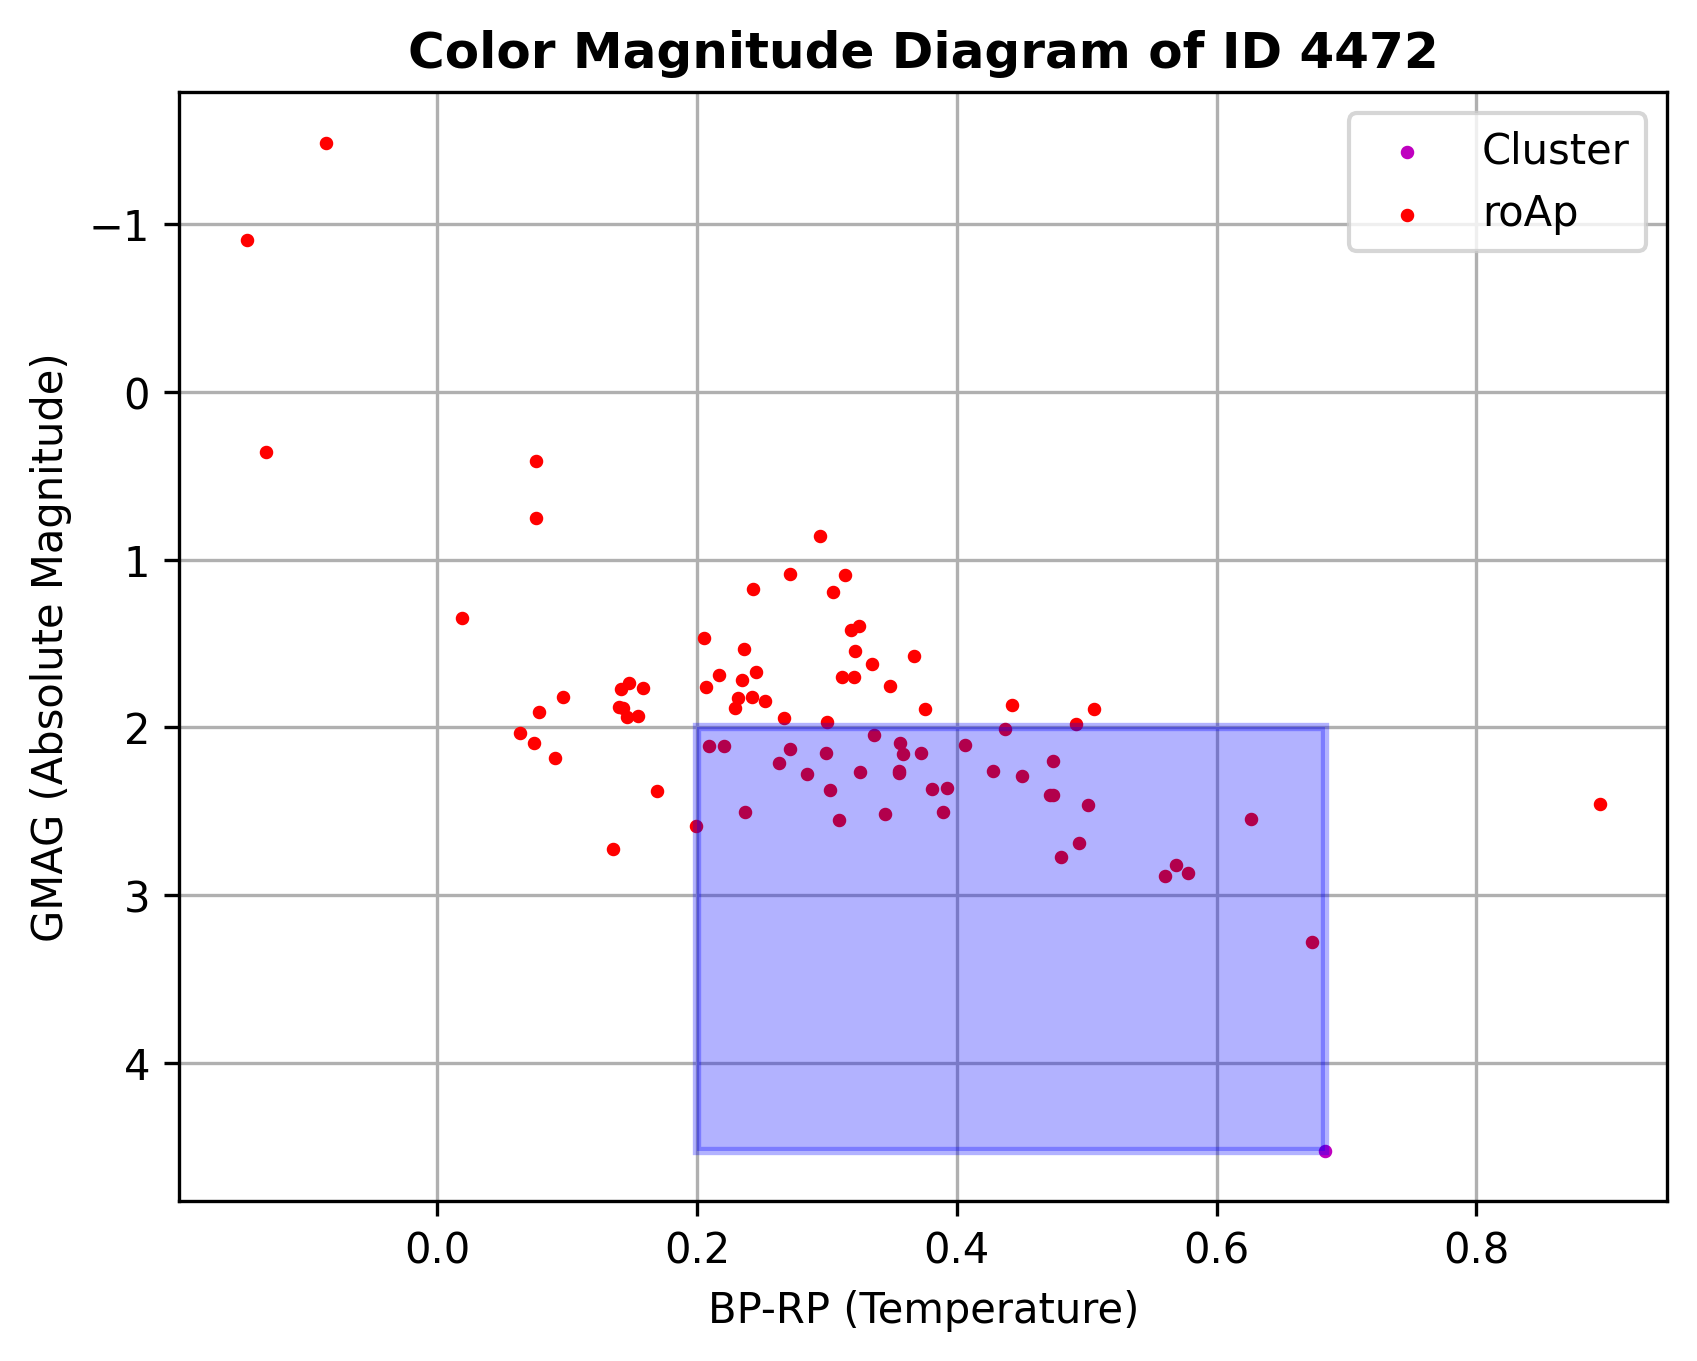 Color Magnitude Diagram of ID 4472
Cluster
roAp
GMAG (Absolute Magnitude)
−1
0
1
2
3
4
0.0 0.2 0.4 0.6 0.8
BP-RP (Temperature)